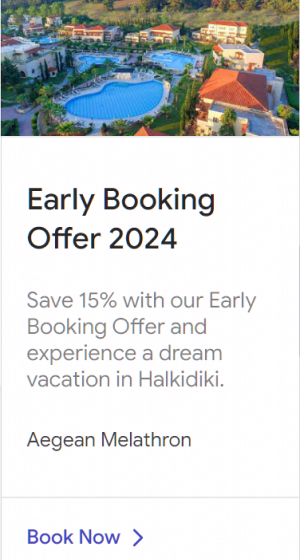 Early Booking
Offer 2024
Save 15% with our Early
Booking Offer and
experience a dream
vacation in Halkidiki.
Aegean Melathron
Book Now